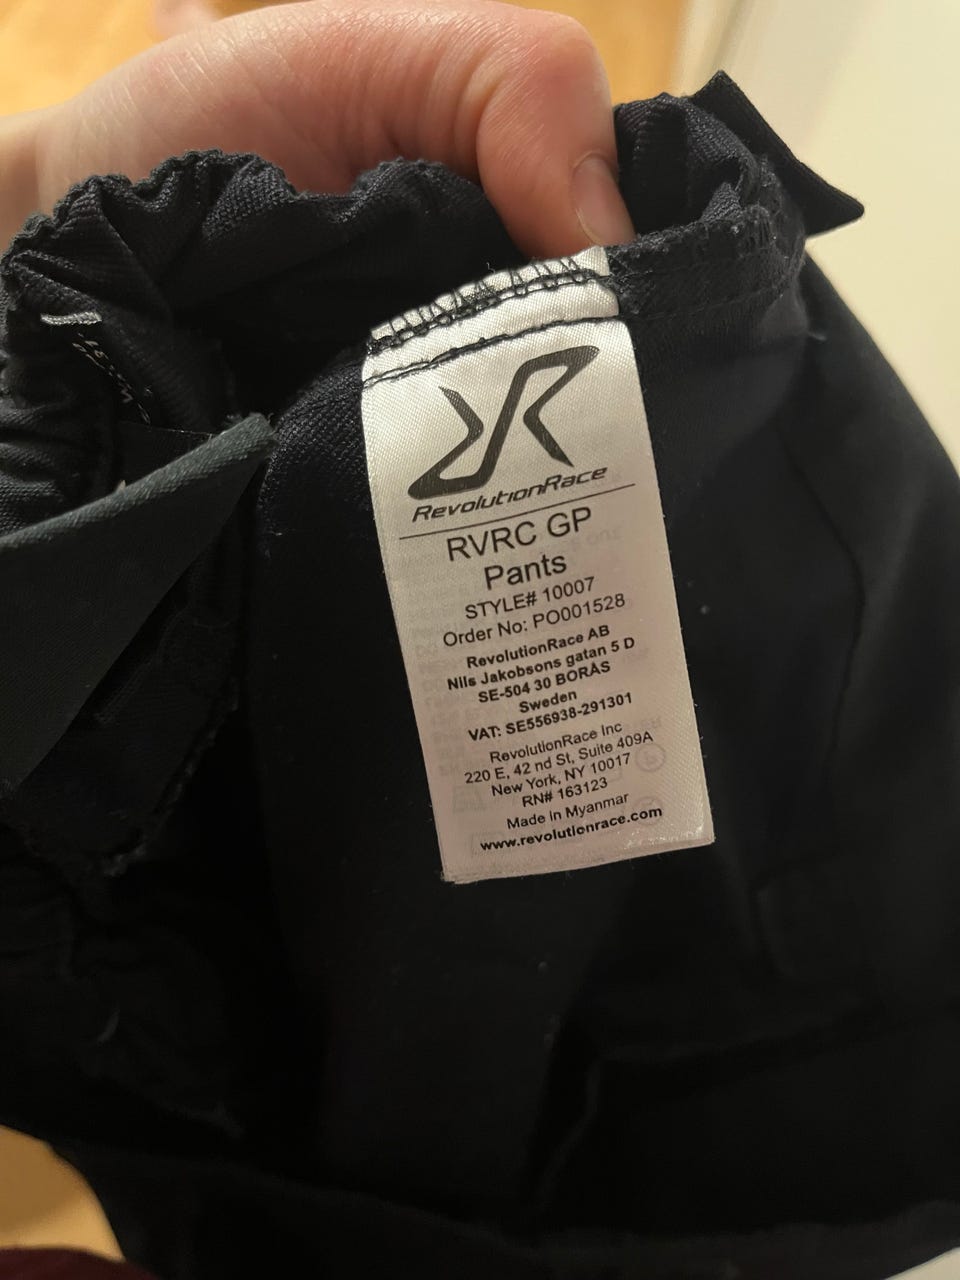 RevolutionRace
RVRC GP
Pants
STYLE# 10007
Order No: PO001528
RevolutionRace AB
Nils Jakobsons gatan 5 D
SE-504 30 BORÅS
Sweden
VAT: SE556938-291301
RevolutionRace Inc
220 E, 42 nd St, Suite 409A
New York, NY 10017
RN# 163123
Made in Myanmar
www.revolutionrace.com